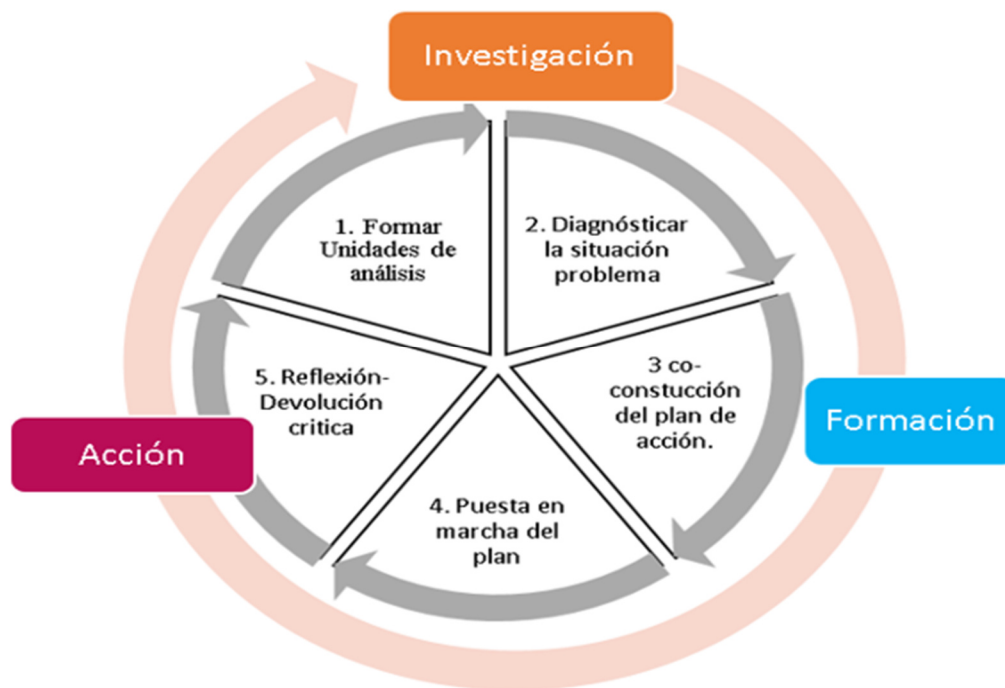 Investigación
1. Formar
Unidades de
análisis
2. Diagnósticar
la situación
problema
3 co-
constucción
del plan de
acción.
Formación
4. Puesta en
marcha del
plan
5. Reflexión-
Devolución
critica
Acción